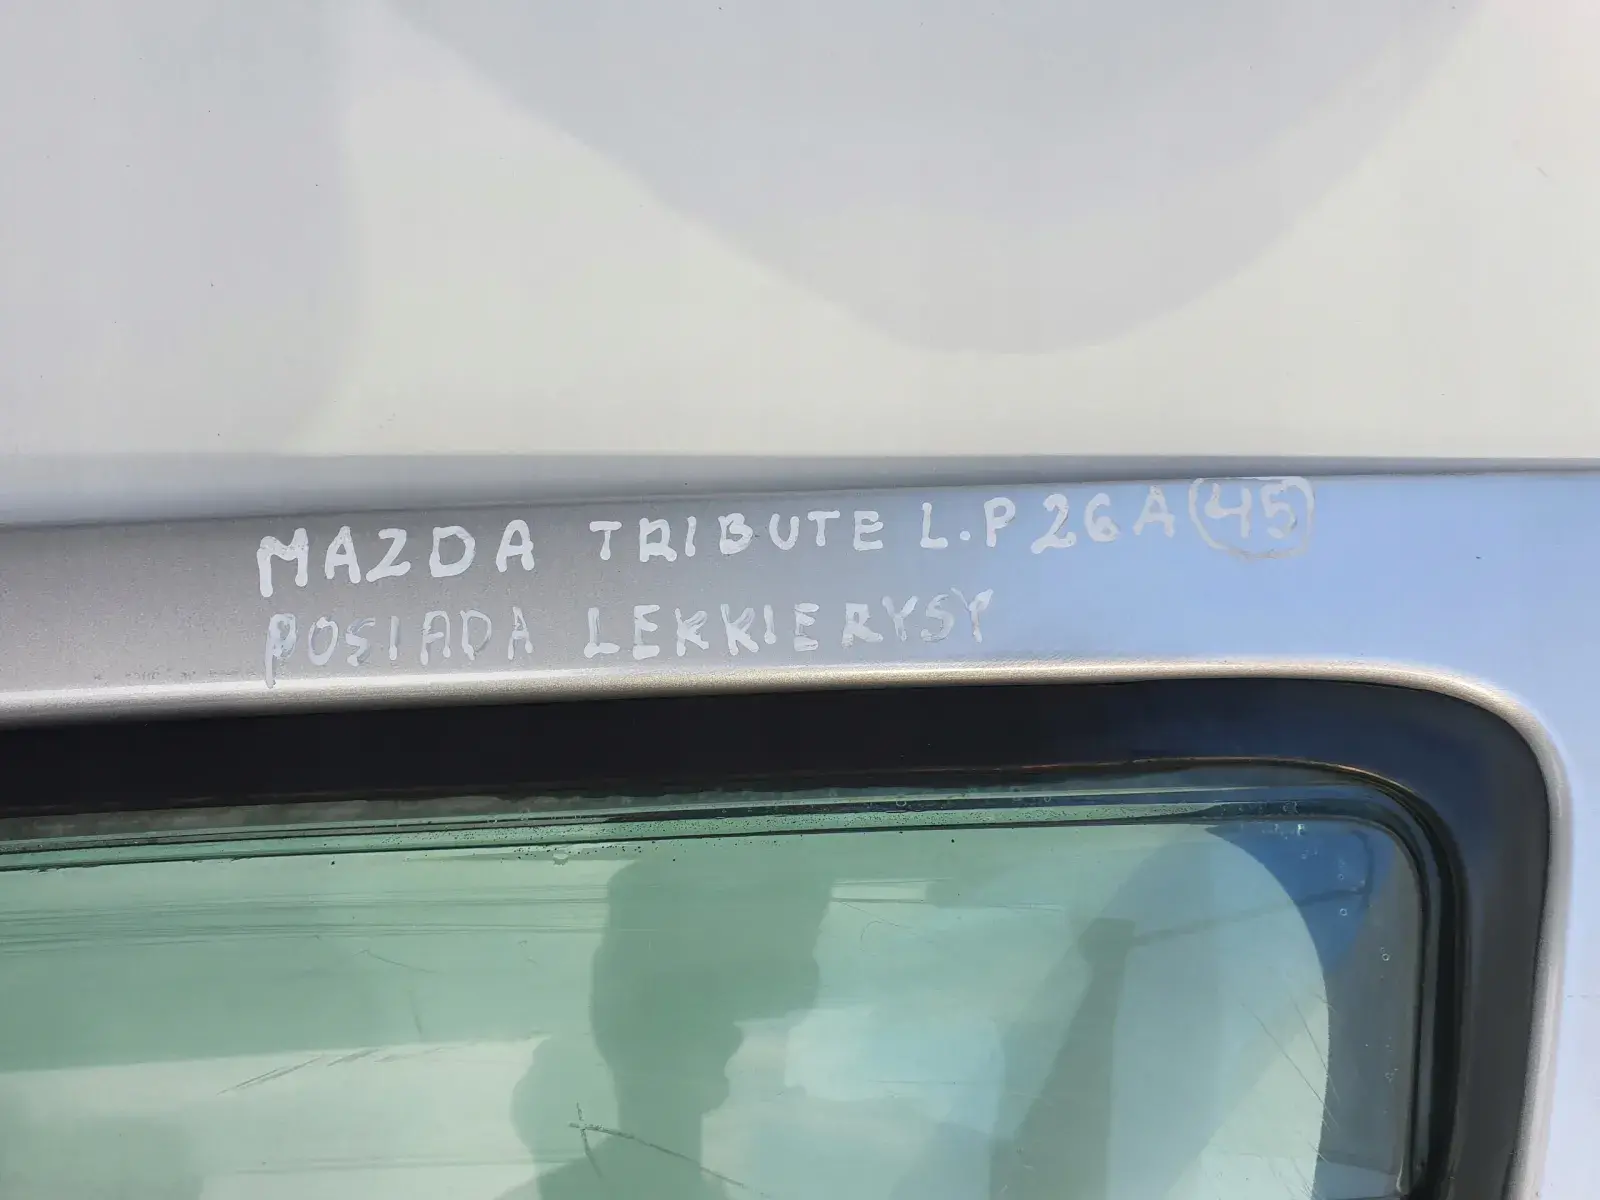 MAZDA TRIBUTE L.P 26A 45
POSIADA LEKKIE RYSY